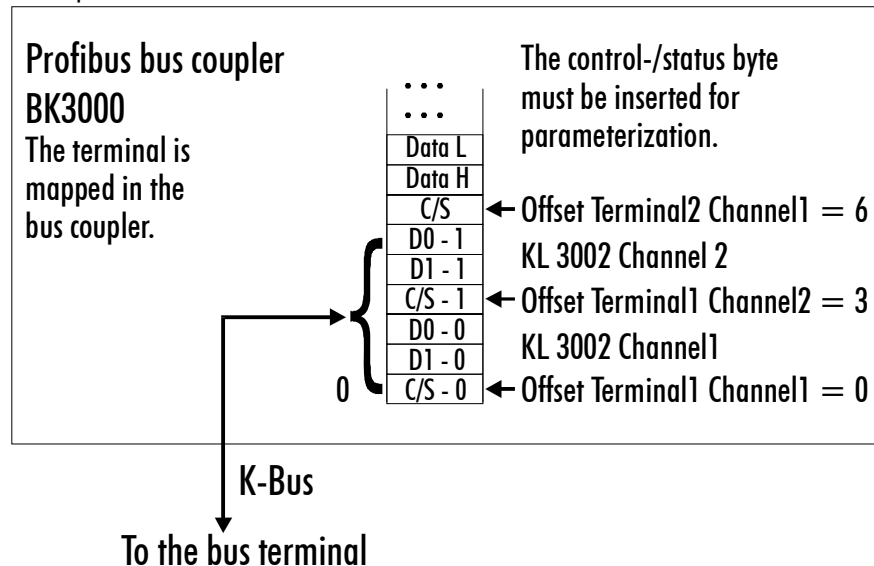 Profibus bus coupler
BK3000
The terminal is
mapped in the
bus coupler.
The control-/status byte
must be inserted for
parameterization.
...
...
Data L
Data H
C/S
Offset Terminal2 Channel1 = 6
D0 - 1
KL 3002 Channel 2
D1 - 1
C/S - 1
Offset Terminal1 Channel2 = 3
D0 - 0
KL 3002 Channel1
D1 - 0
0
C/S - 0
Offset Terminal1 Channel1 = 0
K-Bus
To the bus terminal